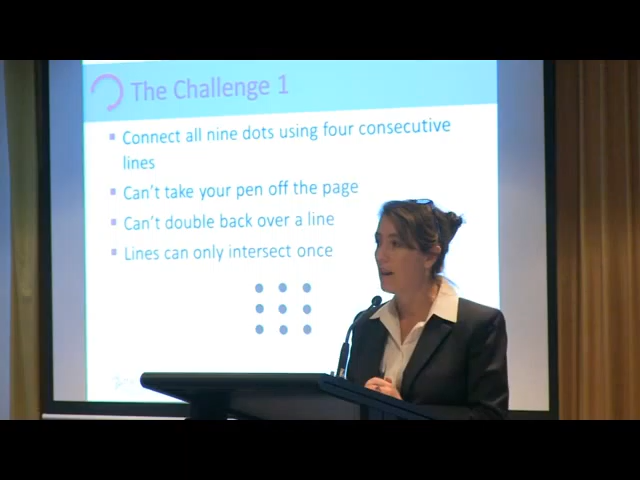 The Challenge 1
Connect all nine dots using four consecutive
lines
Can't take your pen off the page
Can't double back over a line
Lines can only intersect once